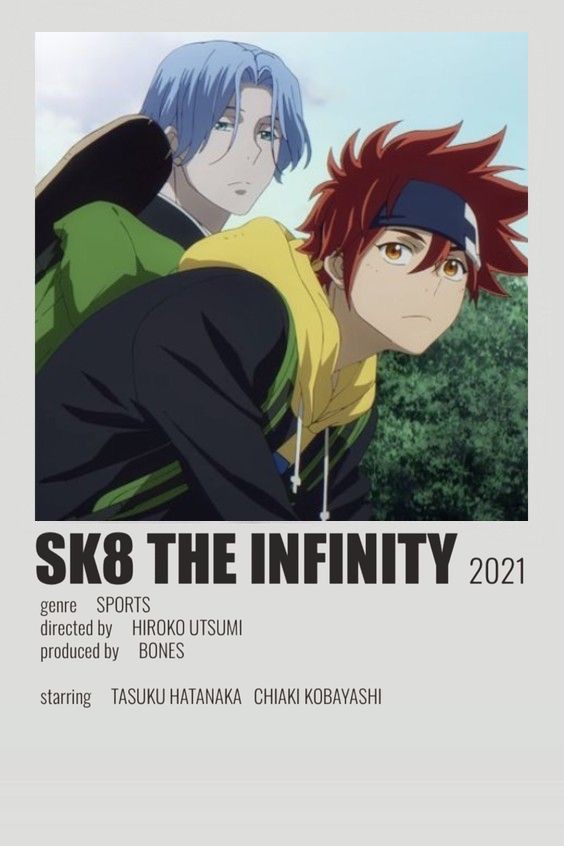 SK8 THE INFINITY 2021
genre SPORTS
directed by HIROKO UTSUMI
produced by BONES
starring TASUKU HATANAKA CHIAKI KOBAYASHI